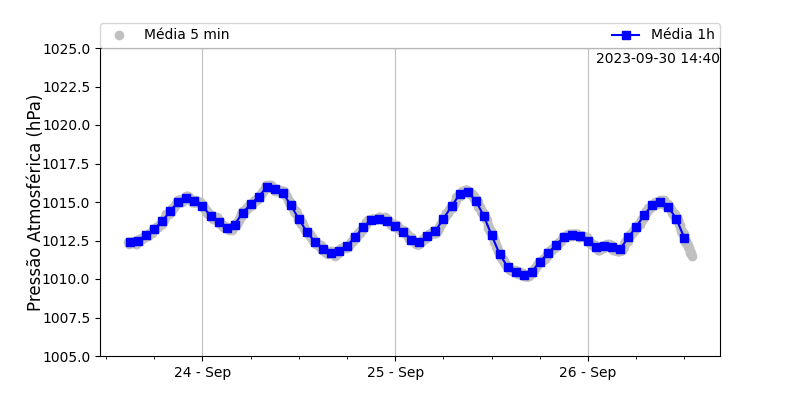 Média 5 min
Média 1h
2023-09-30 14:40
Pressão Atmosférica (hPa)
1025.0
1022.5
1020.0
1017.5
1015.0
1012.5
1010.0
1007.5
1005.0
24 - Sep
25 - Sep
26 - Sep